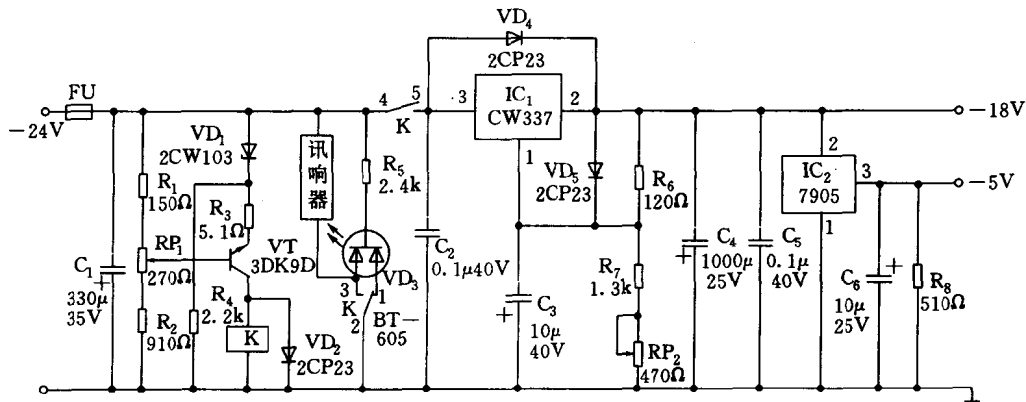 VD4
2CP23
FU
-24V
4
5
K
3
IC1
CW337
2
1
-18V
VD1
2CW103
讯响器
R5
2.4k
VD5
2CP23
R6
120Ω
2
IC2
7905
3
1
-5V
R1
150Ω
R3
5.1Ω
RP1
270Ω
VT
3DK9D
C1
+
330μ
35V
R2
910Ω
R4
2.2k
K
VD2
2CP23
VD3
3
1
K
2
BT-
605
C2
0.1μ40V
+
C3
10μ
40V
R7
1.3k
RP2
470Ω
+
C4
1000μ
25V
C5
0.1μ
40V
C6
+
10μ
25V
R8
510Ω